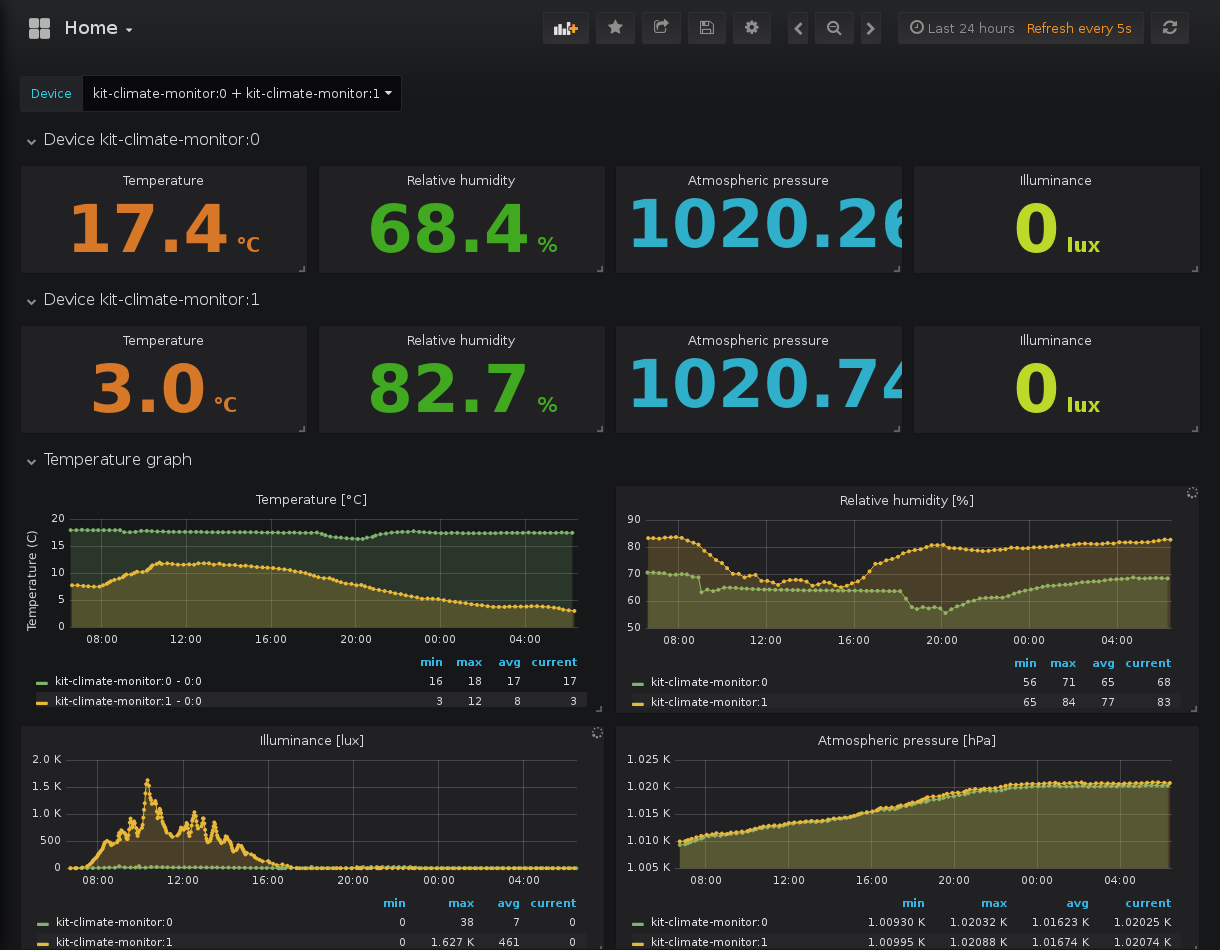 Home
Last 24 hours Refresh every 5s
Device kit-climate-monitor:0 + kit-climate-monitor:1
Device kit-climate-monitor:0
Temperature Relative humidity Atmospheric pressure Illuminance
17.4 °C 68.4 % 1020.26 0 lux
Device kit-climate-monitor:1
Temperature Relative humidity Atmospheric pressure Illuminance
3.0 °C 82.7 % 1020.74 0 lux
Temperature graph
Temperature [°C]
Temperature (C)
20
15
10
5
0
08:00 12:00 16:00 20:00 00:00 04:00
min max avg current
kit-climate-monitor:0 - 0:0 16 18 17 17
kit-climate-monitor:1 - 0:0 3 12 8 3
Relative humidity [%]
90
80
70
60
50
08:00 12:00 16:00 20:00 00:00 04:00
min max avg current
kit-climate-monitor:0 56 71 65 68
kit-climate-monitor:1 65 84 77 83
Illuminance [lux]
2.0 K
1.5 K
1.0 K
500
0
08:00 12:00 16:00 20:00 00:00 04:00
min max avg current
kit-climate-monitor:0 0 38 7 0
kit-climate-monitor:1 0 1.627 K 461 0
Atmospheric pressure [hPa]
1.025 K
1.020 K
1.015 K
1.010 K
1.005 K
08:00 12:00 16:00 20:00 00:00 04:00
min max avg current
kit-climate-monitor:0 1.00930 K 1.02032 K 1.01623 K 1.02025 K
kit-climate-monitor:1 1.00995 K 1.02088 K 1.01674 K 1.02074 K